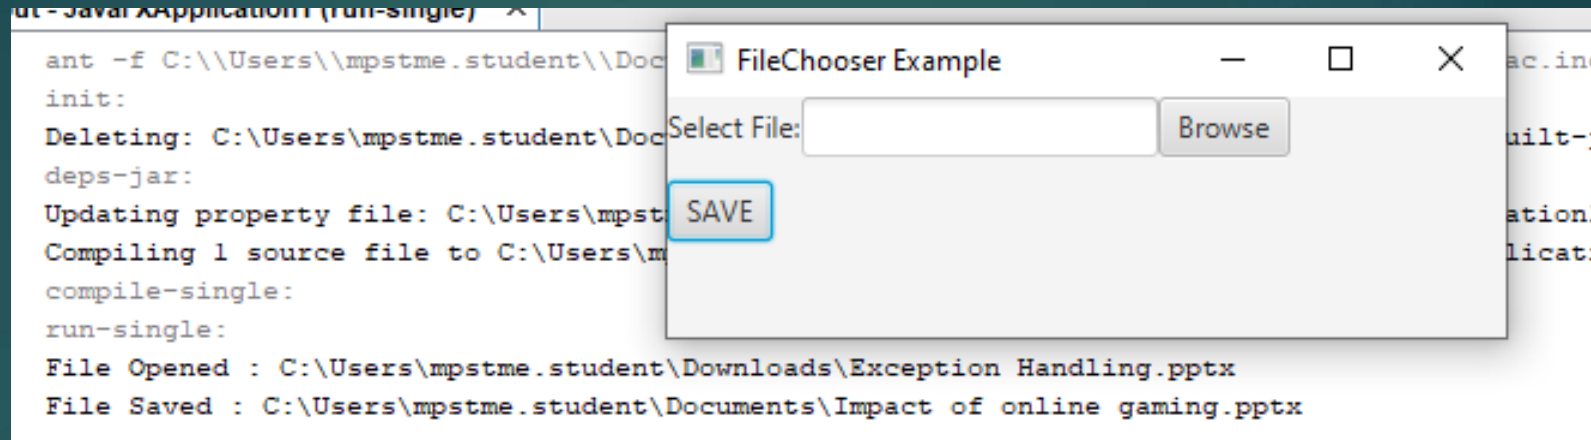 ut - JavaFXApplication1 (run-single) ×
ant -f C:\\Users\\mpstme.student\\Doc
init:
Deleting: C:\Users\mpstme.student\Doc
deps-jar:
Updating property file: C:\Users\mpst
Compiling 1 source file to C:\Users\m
compile-single:
run-single:
File Opened : C:\Users\mpstme.student\Downloads\Exception Handling.pptx
File Saved : C:\Users\mpstme.student\Documents\Impact of online gaming.pptx
FileChooser Example
Select File:
Browse
SAVE
ac.in
uilt-j
ation
licat